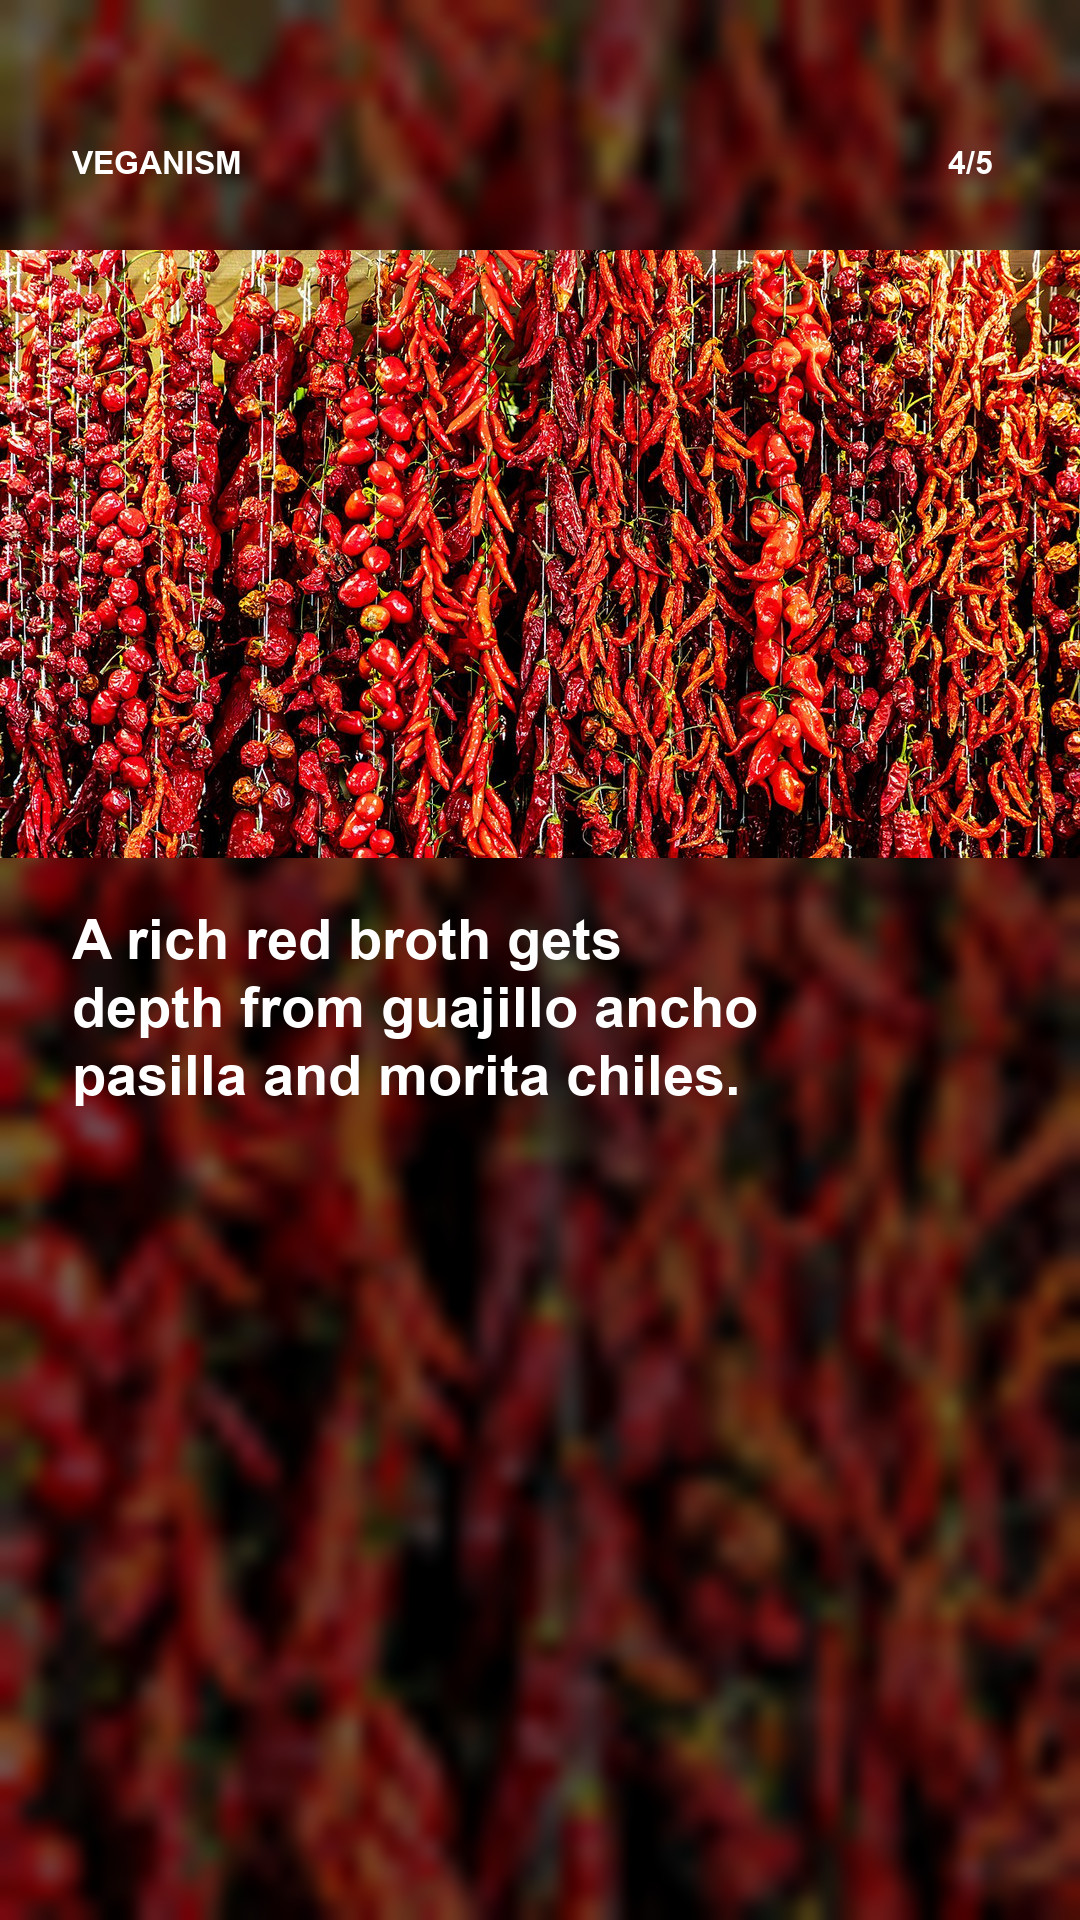 VEGANISM
4/5
A rich red broth gets
depth from guajillo ancho
pasilla and morita chiles.